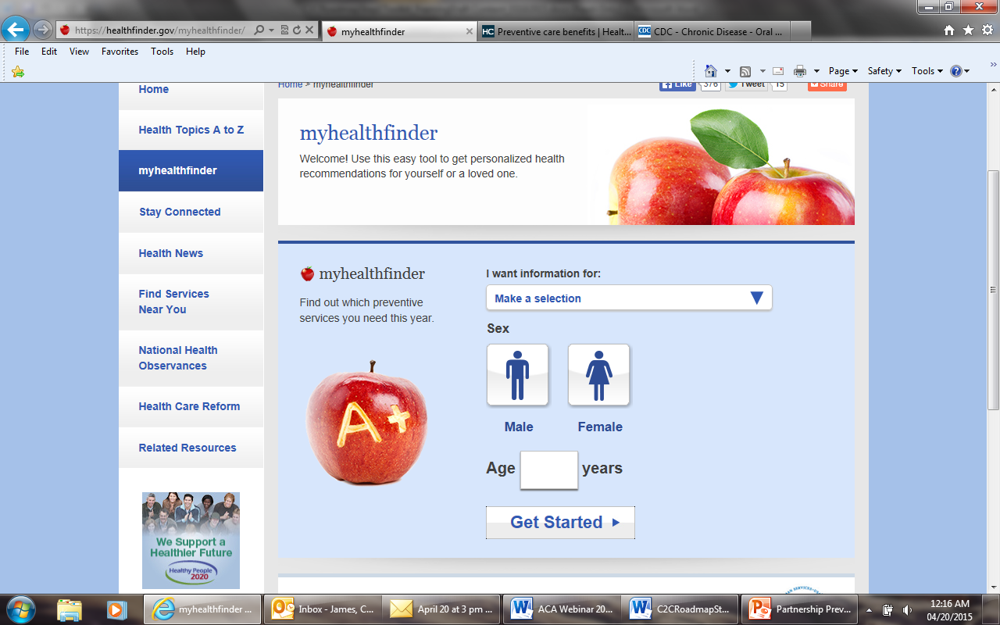 https://healthfinder.gov/myhealthfinder/
myhealthfinder
HC Preventive care benefits | Healt...
CDC CDC - Chronic Disease - Oral ...
File Edit View Favorites Tools Help
Page Safety Tools
Home
Health Topics A to Z
myhealthfinder
Stay Connected
Health News
Find Services
Near You
National Health
Observances
Health Care Reform
Related Resources
We Support a
Healthier Future
Healthy People
2020
Home > myhealthfinder
Like 376 Tweet 15 Share
myhealthfinder
Welcome! Use this easy tool to get personalized health
recommendations for yourself or a loved one.
myhealthfinder
Find out which preventive
services you need this year.
A+
I want information for:
Make a selection
Sex
Male Female
Age years
Get Started
myhealthfinder ...
Inbox - James, C...
April 20 at 3 pm ...
ACA Webinar 20...
C2CRoadmapSt...
Partnership Prev...
12:16 AM
04/20/2015